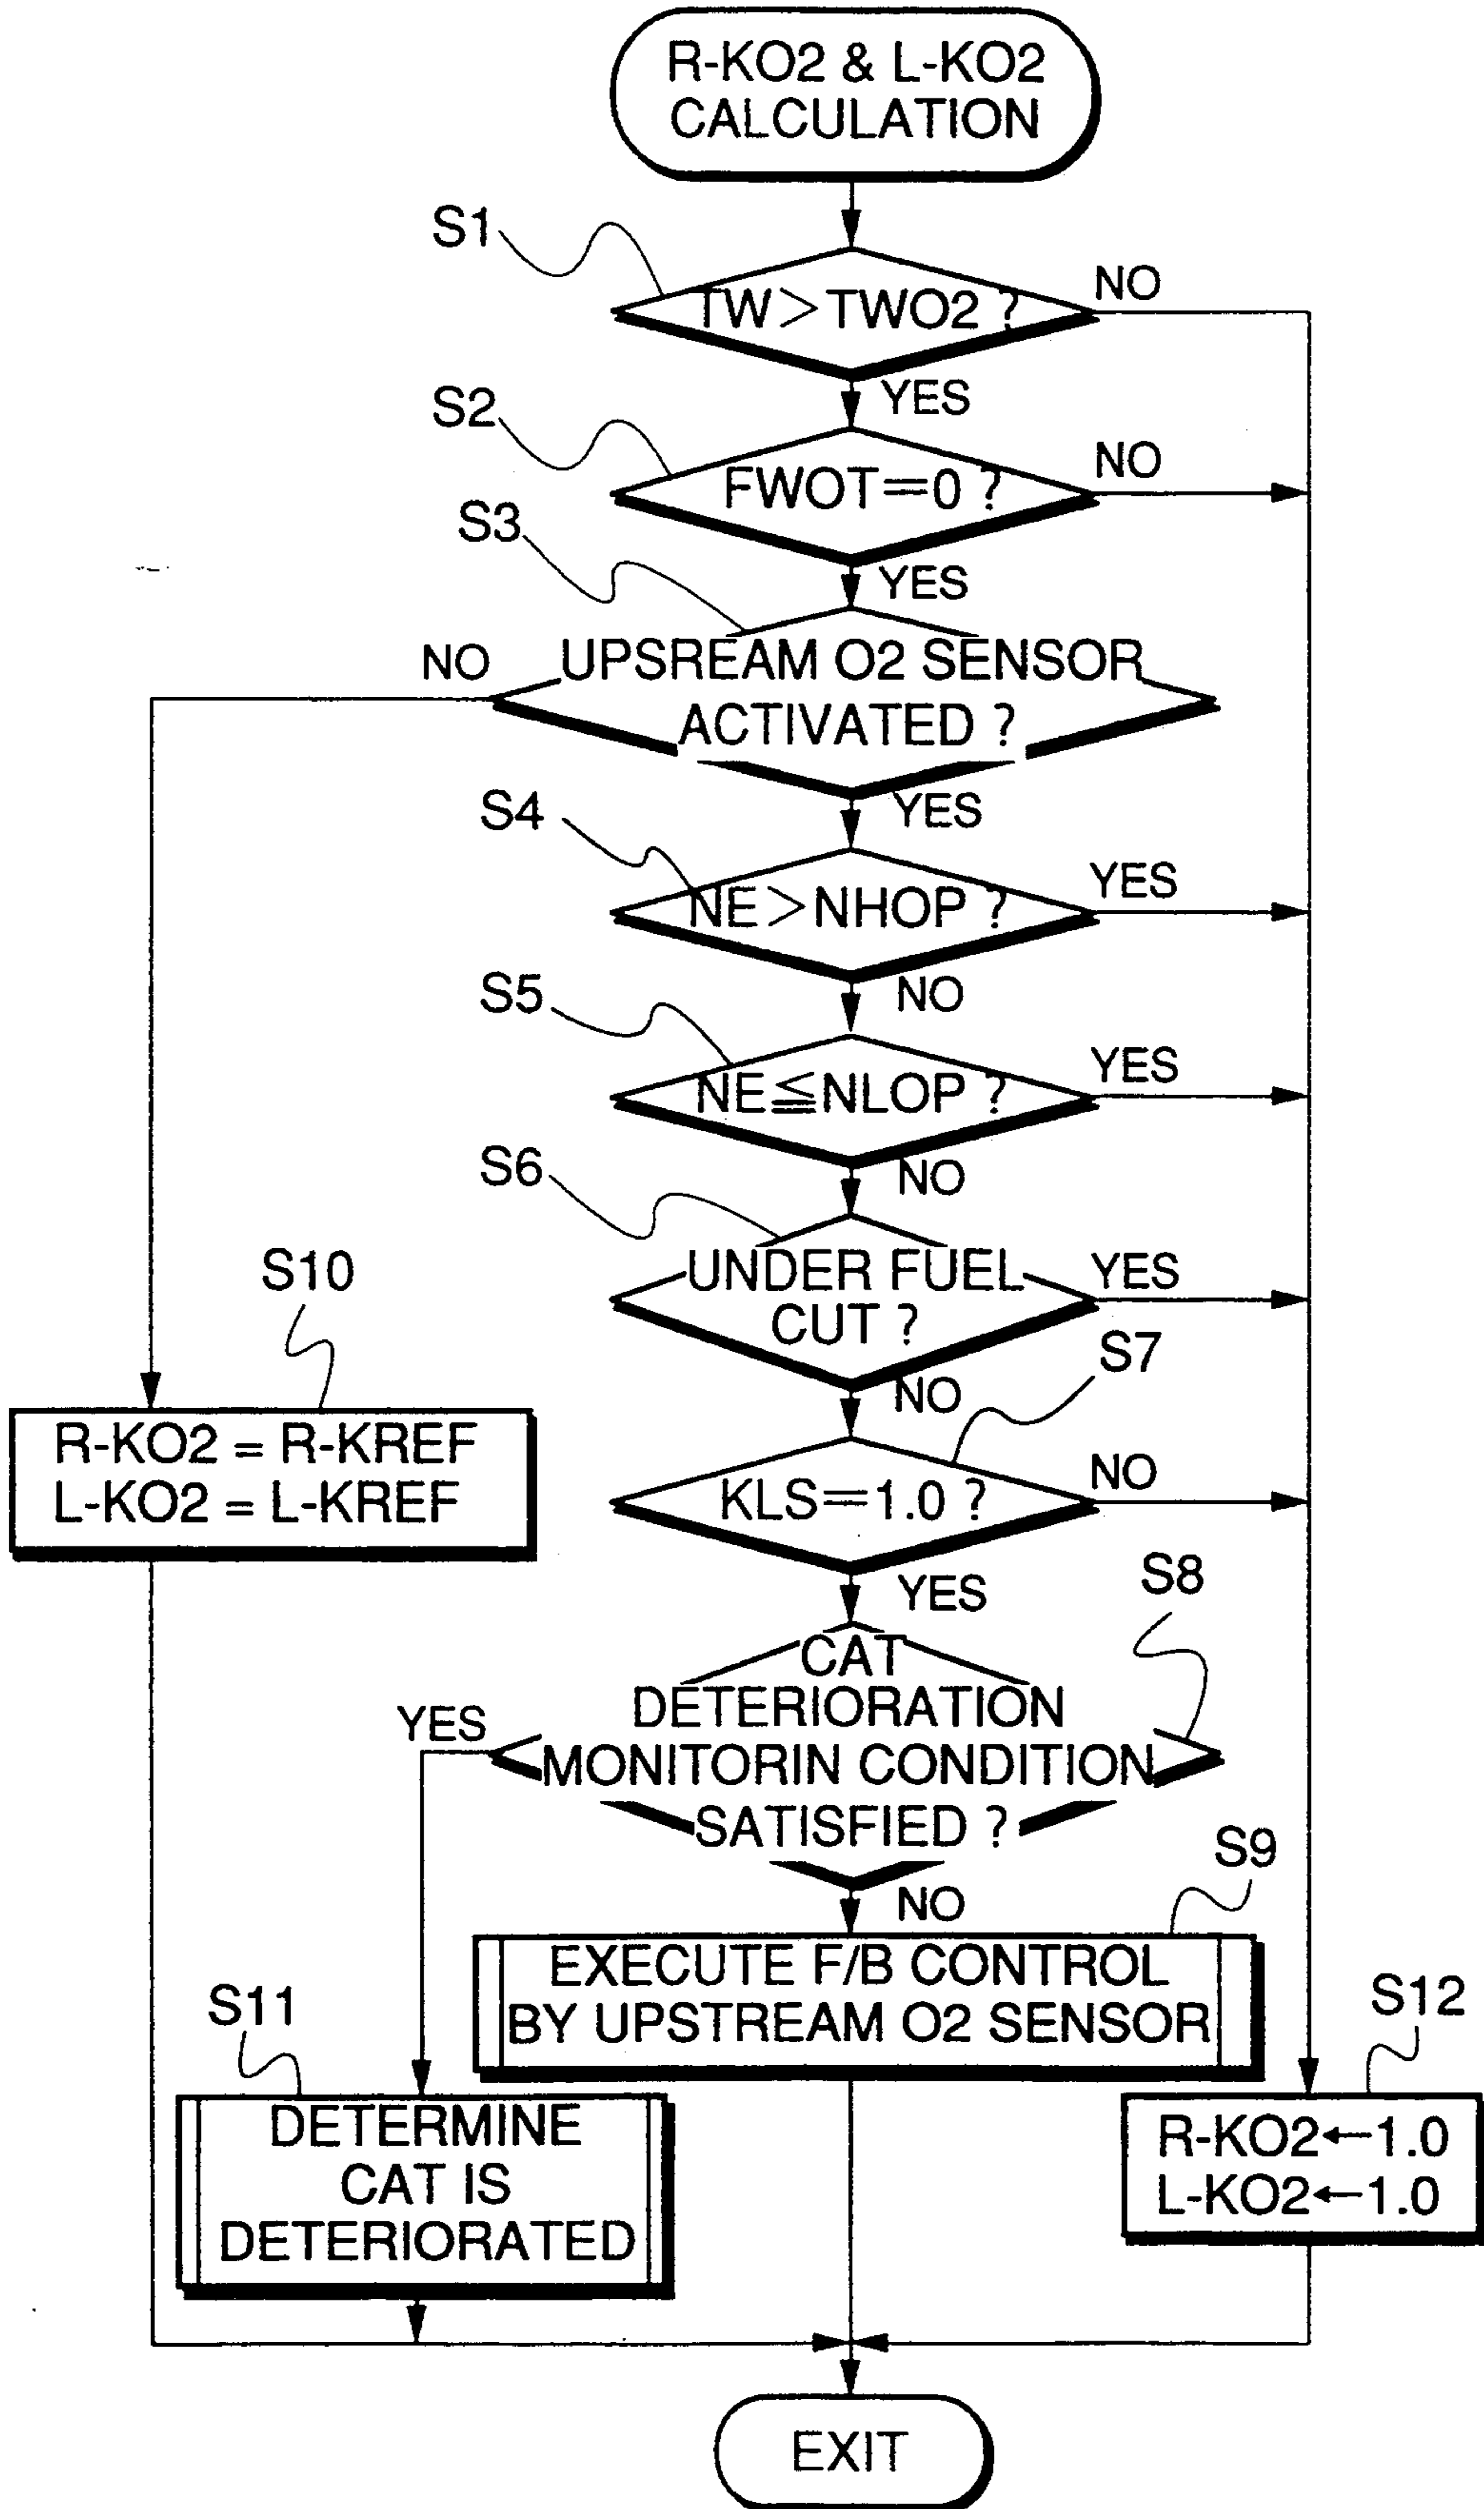 R-KO2 & L-KO2
CALCULATION
S1
TW>TWO2 ?
NO
YES
S2
FWOT=0 ?
NO
YES
S3
NO
UPSREAM O2 SENSOR
ACTIVATED ?
YES
S4
NE>NHOP ?
YES
NO
S5
NE≦NLOP ?
YES
NO
S6
UNDER FUEL
CUT ?
YES
NO
S10
R-KO2 = R-KREF
L-KO2 = L-KREF
S7
KLS=1.0 ?
NO
YES
S8
CAT
DETERIORATION
MONITORIN CONDITION
SATISFIED ?
YES
NO
S9
EXECUTE F/B CONTROL
BY UPSTREAM O2 SENSOR
S11
DETERMINE
CAT IS
DETERIORATED
S12
R-KO2←1.0
L-KO2←1.0
EXIT